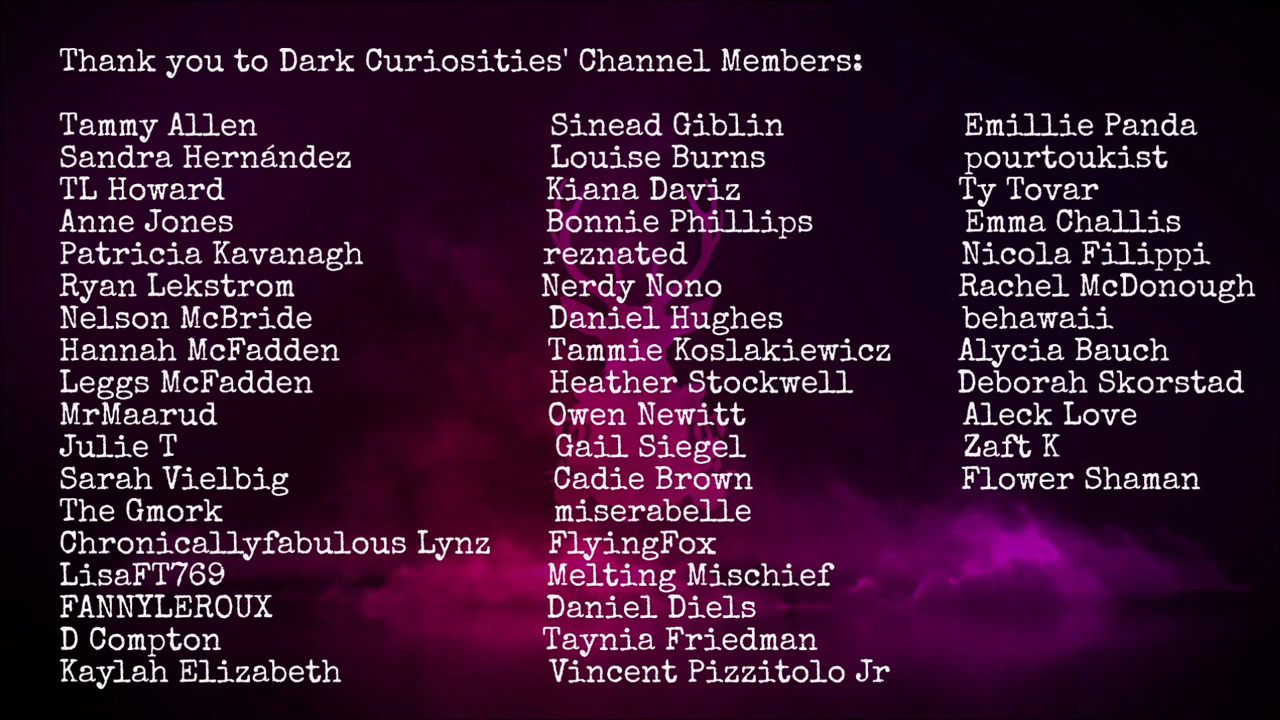 Thank you to Dark Curiosities' Channel Members:
Tammy Allen
Sandra Hernández
TL Howard
Anne Jones
Patricia Kavanagh
Ryan Lekstrom
Nelson McBride
Hannah McFadden
Leggs McFadden
MrMaarud
Julie T
Sarah Vielbig
The Gmork
Chronicallyfabulous Lynz
LisaFT769
FANNYLEROUX
D Compton
Kaylah Elizabeth
Sinead Giblin
Louise Burns
Kiana Daviz
Bonnie Phillips
reznated
Nerdy Nono
Daniel Hughes
Tammie Koslakiewicz
Heather Stockwell
Owen Newitt
Gail Siegel
Cadie Brown
miserabelle
FlyingFox
Melting Mischief
Daniel Diels
Taynia Friedman
Vincent Pizzitolo Jr
Emillie Panda
pourtoukist
Ty Tovar
Emma Challis
Nicola Filippi
Rachel McDonough
behawaii
Alycia Bauch
Deborah Skorstad
Aleck Love
Zaft K
Flower Shaman